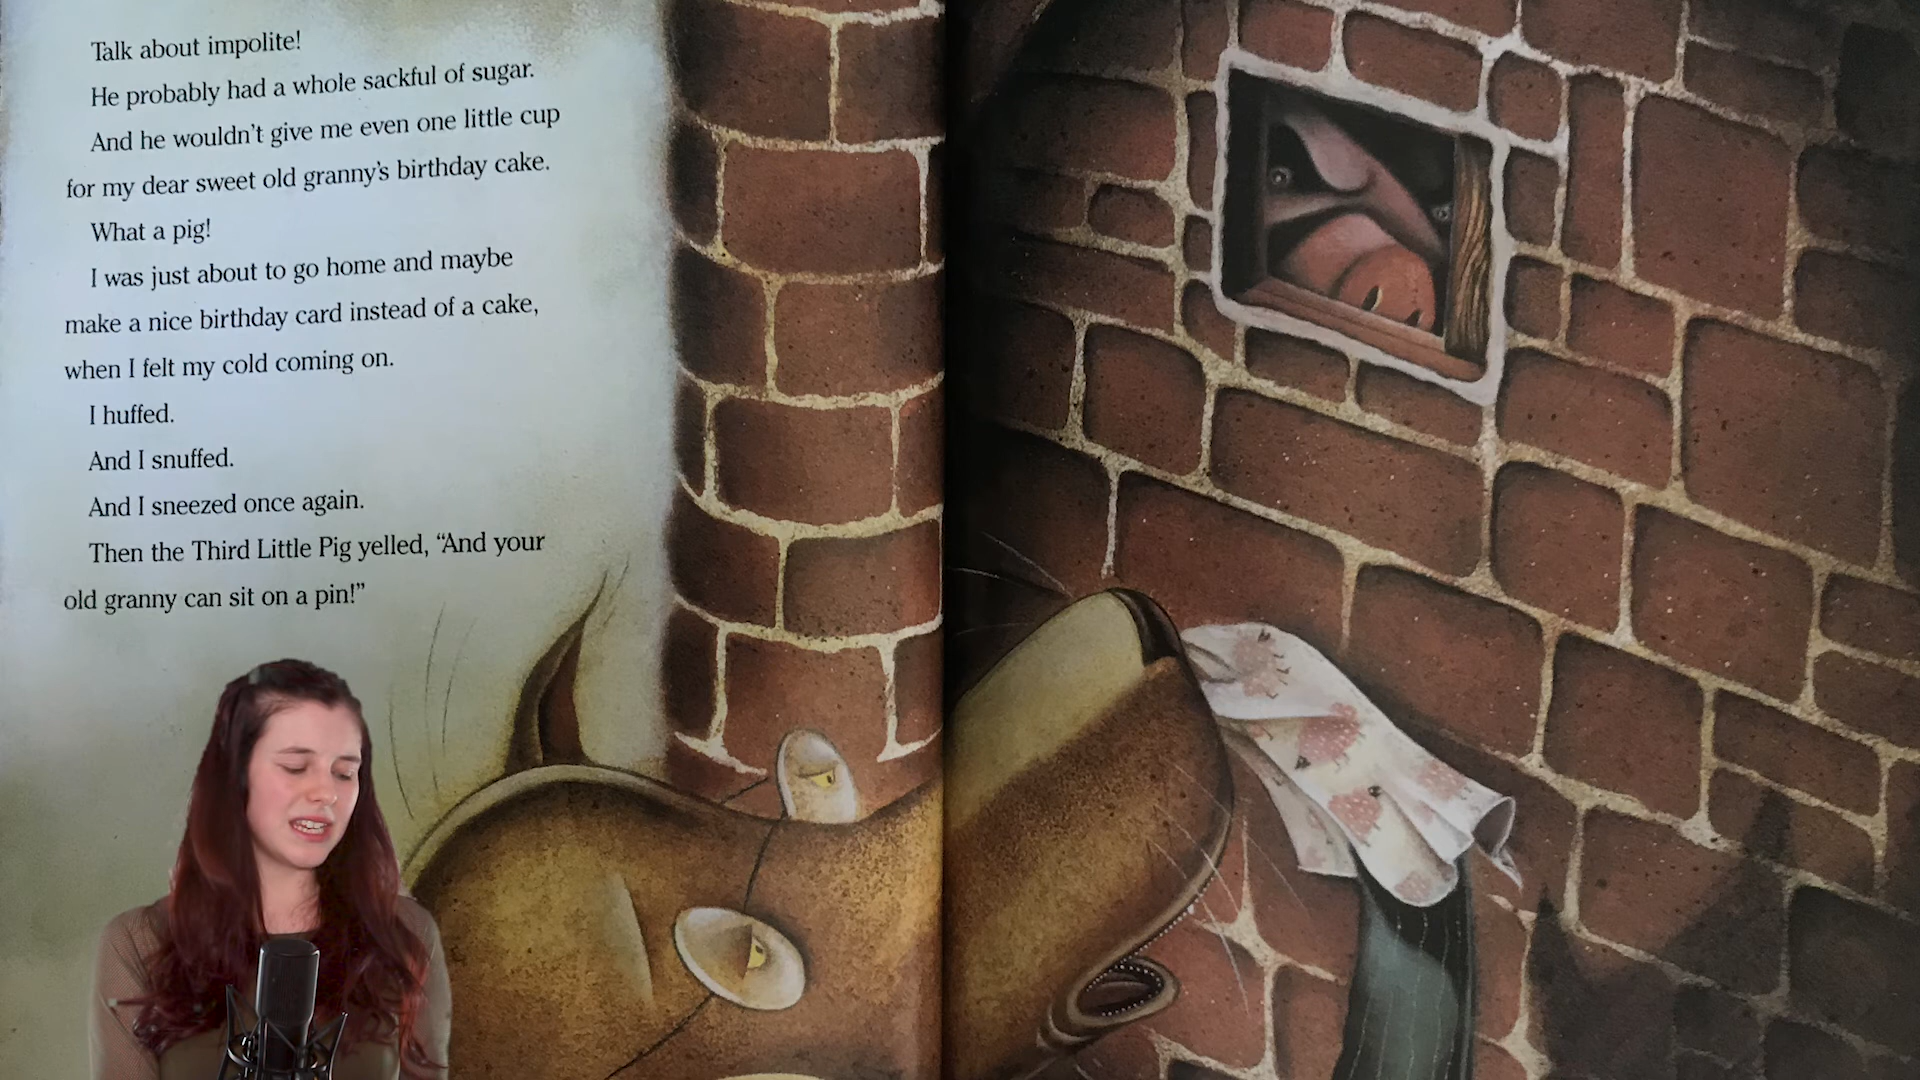 Talk about impolite!
He probably had a whole sackful of sugar.
And he wouldn't give me even one little cup
for my dear sweet old granny's birthday cake.
What a pig!
I was just about to go home and maybe
make a nice birthday card instead of a cake,
when I felt my cold coming on.
I huffed.
And I snuffed.
And I sneezed once again.
Then the Third Little Pig yelled, “And your
old granny can sit on a pin!”